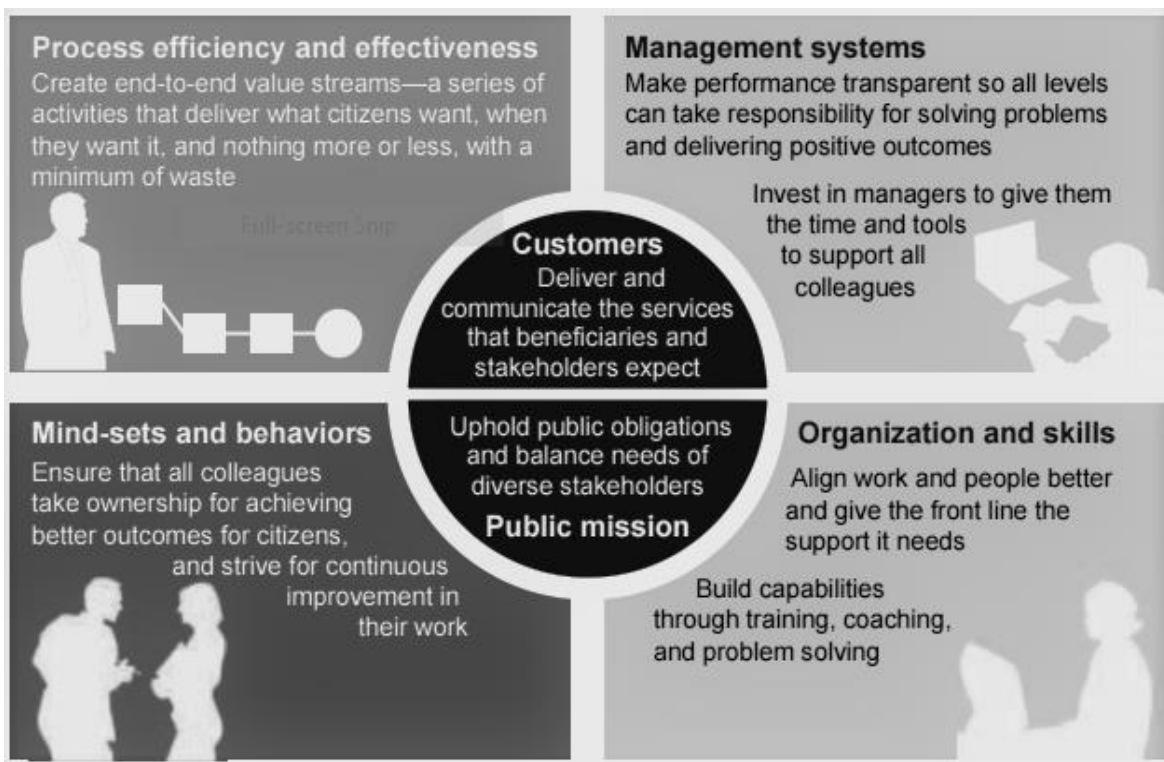 Process efficiency and effectiveness
Create end-to-end value streams—a series of
activities that deliver what citizens want, when
they want it, and nothing more or less, with a
minimum of waste
Full-screen Snip
Management systems
Make performance transparent so all levels
can take responsibility for solving problems
and delivering positive outcomes
Invest in managers to give them
the time and tools
to support all
colleagues
Customers
Deliver and
communicate the services
that beneficiaries and
stakeholders expect
Uphold public obligations
and balance needs of
diverse stakeholders
Public mission
Mind-sets and behaviors
Ensure that all colleagues
take ownership for achieving
better outcomes for citizens,
and strive for continuous
improvement in
their work
Organization and skills
Align work and people better
and give the front line the
support it needs
Build capabilities
through training, coaching,
and problem solving